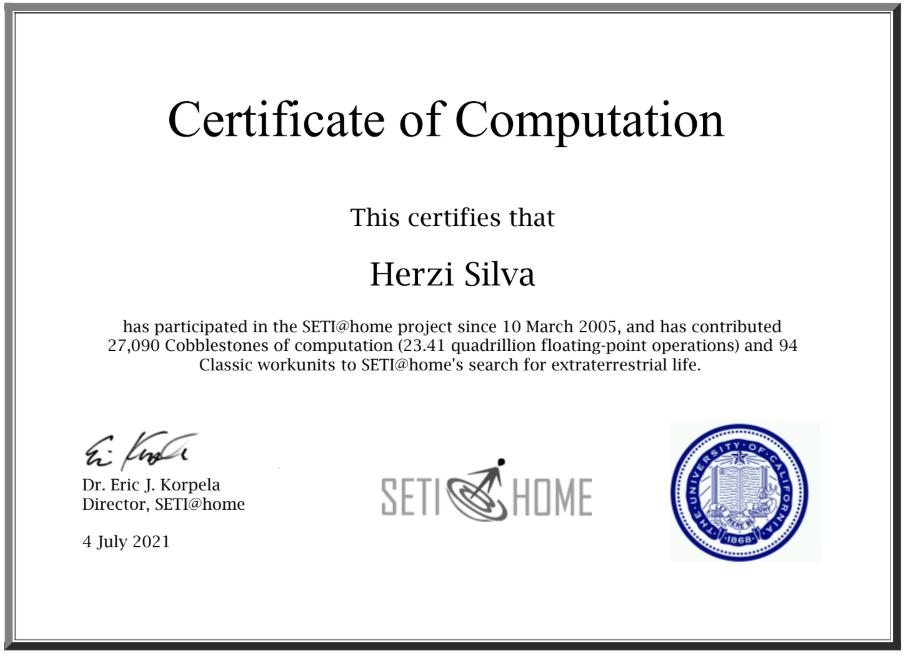 Certificate of Computation
This certifies that
Herzi Silva
has participated in the SETI@home project since 10 March 2005, and has contributed
27,090 Cobblestones of computation (23.41 quadrillion floating-point operations) and 94
Classic workunits to SETI@home's search for extraterrestrial life.
Dr. Eric J. Korpela
Director, SETI@home
4 July 2021
SETI HOME
THE UNIVERSITY OF CALIFORNIA
LET THERE BE LIGHT
1868